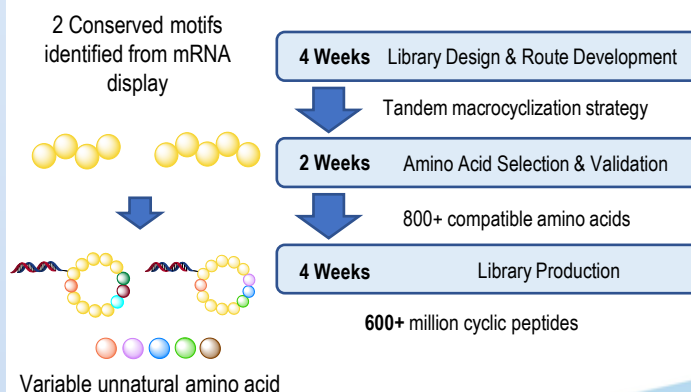 2 Conserved motifs
identified from mRNA
display
4 Weeks Library Design & Route Development
Tandem macrocyclization strategy
2 Weeks Amino Acid Selection & Validation
800+ compatible amino acids
4 Weeks Library Production
600+ million cyclic peptides
Variable unnatural amino acid